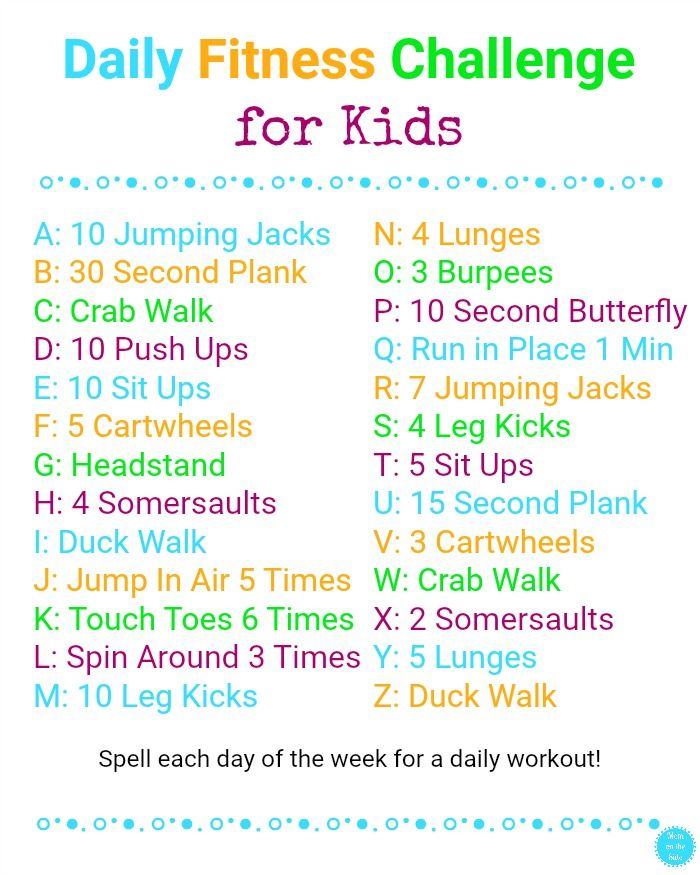 Daily Fitness Challenge
for Kids
A: 10 Jumping Jacks
B: 30 Second Plank
C: Crab Walk
D: 10 Push Ups
E: 10 Sit Ups
F: 5 Cartwheels
G: Headstand
H: 4 Somersaults
I: Duck Walk
J: Jump In Air 5 Times
K: Touch Toes 6 Times
L: Spin Around 3 Times
M: 10 Leg Kicks
N: 4 Lunges
O: 3 Burpees
P: 10 Second Butterfly
Q: Run in Place 1 Min
R: 7 Jumping Jacks
S: 4 Leg Kicks
T: 5 Sit Ups
U: 15 Second Plank
V: 3 Cartwheels
W: Crab Walk
X: 2 Somersaults
Y: 5 Lunges
Z: Duck Walk
Spell each day of the week for a daily workout!
Mom
on the
Side